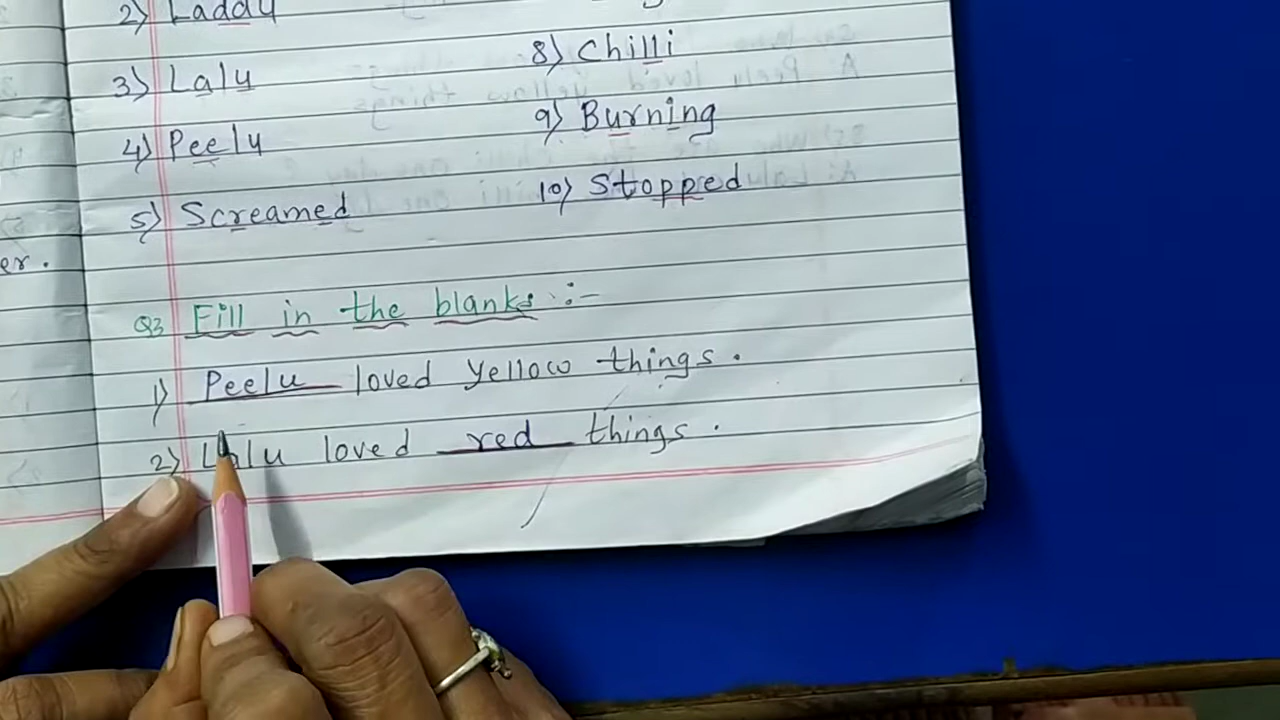 2) Laddu
3) Lalu
8) Chilli
4) Peelu
9) Burning
5) Screamed
10) Stopped
er.
Q3 Fill in the blanks :-
1) Peelu loved yellow things.
2) Lalu loved red things.